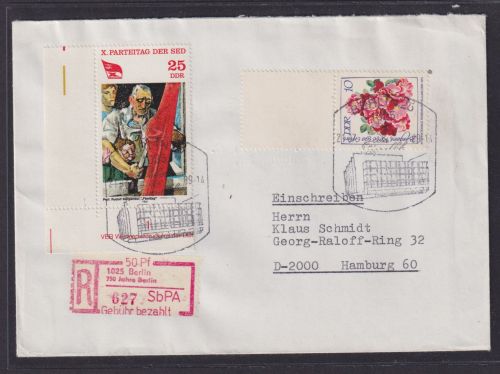 X. PARTEITAG DER SED
25
DDR
DDR 10
Einschreiben
Herrn
Klaus Schmidt
Georg-Raloff-Ring 32
D-2000 Hamburg 60
50 Pf
1025 Berlin
750 Jahre Berlin
R 627 SbPA
Gebühr bezahlt